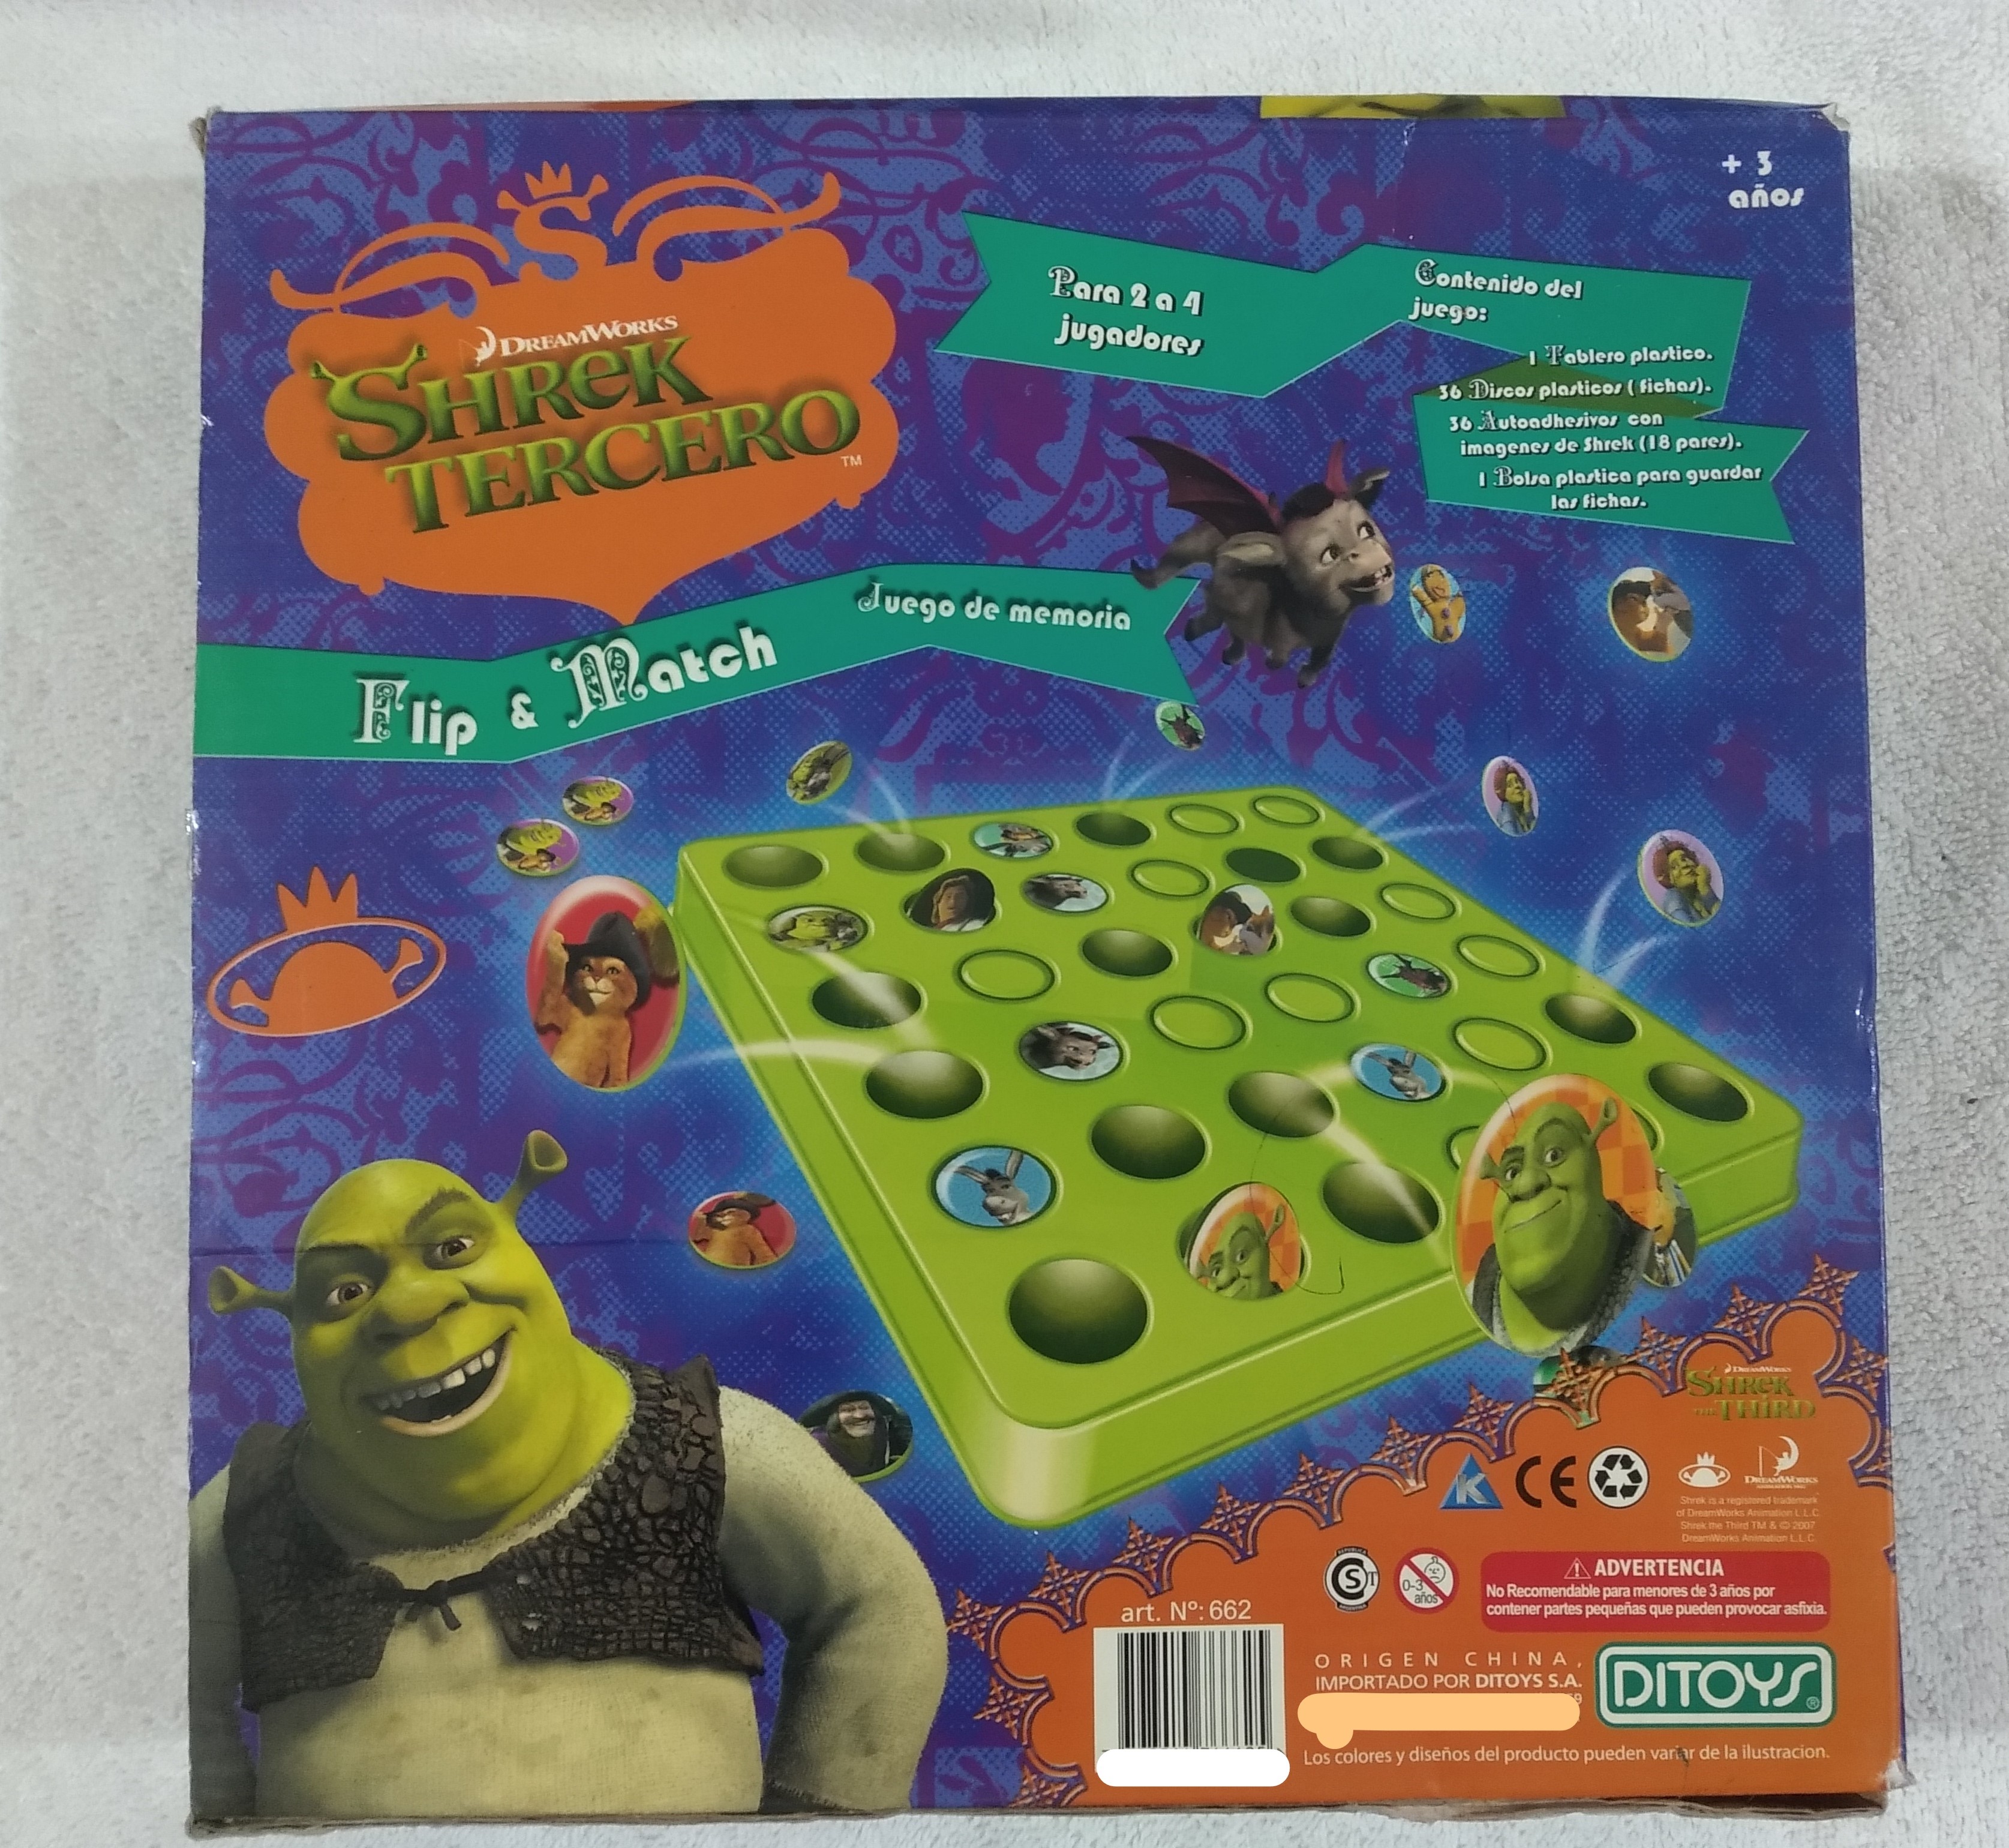 + 3
años
DREAMWORKS
SHREK
TERCERO
TM
Para 2 a 4
jugadores
Contenido del
juego:
1 Tablero plastico.
36 Discos plasticos ( fichas).
36 Autoadhesivos con
imagenes de Shrek (18 pares).
1 Bolsa plastica para guardar
las fichas.
Flip & Match
Juego de memoria
DREAMWORKS
SHREK
THE THIRD
K
CE
DREAMWORKS
Shrek is a registered trademark
of DreamWorks Animation L.L.C.
Shrek the Third TM & © 2007
DreamWorks Animation L.L.C.
S T
0-3
años
ADVERTENCIA
No Recomendable para menores de 3 años por
contener partes pequeñas que pueden provocar asfixia.
art. Nº: 662
ORIGEN CHINA,
IMPORTADO POR DITOYS S.A.
DITOYS®
Los colores y diseños del producto pueden variar de la ilustracion.